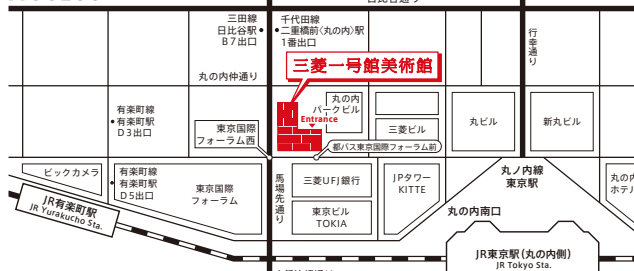 三田線
日比谷駅
B7出口
千代田線
二重橋前〈丸の内〉駅
1番出口
行幸通り
三菱一号館美術館
丸の内仲通り
丸の内
パークビル
Entrance
有楽町線
有楽町駅
D3出口
東京国際
フォーラム西
三菱ビル
丸ビル
新丸ビル
都バス東京国際フォーラム前
ビックカメラ
有楽町線
有楽町駅
D5出口
東京国際
フォーラム
馬場先通り
三菱UFJ銀行
JPタワー
KITTE
丸ノ内線
東京駅
丸の内
ホテル
東京ビル
TOKIA
丸の内南口
JR有楽町駅
JR Yurakucho Sta.
JR東京駅(丸の内側)
JR Tokyo Sta.